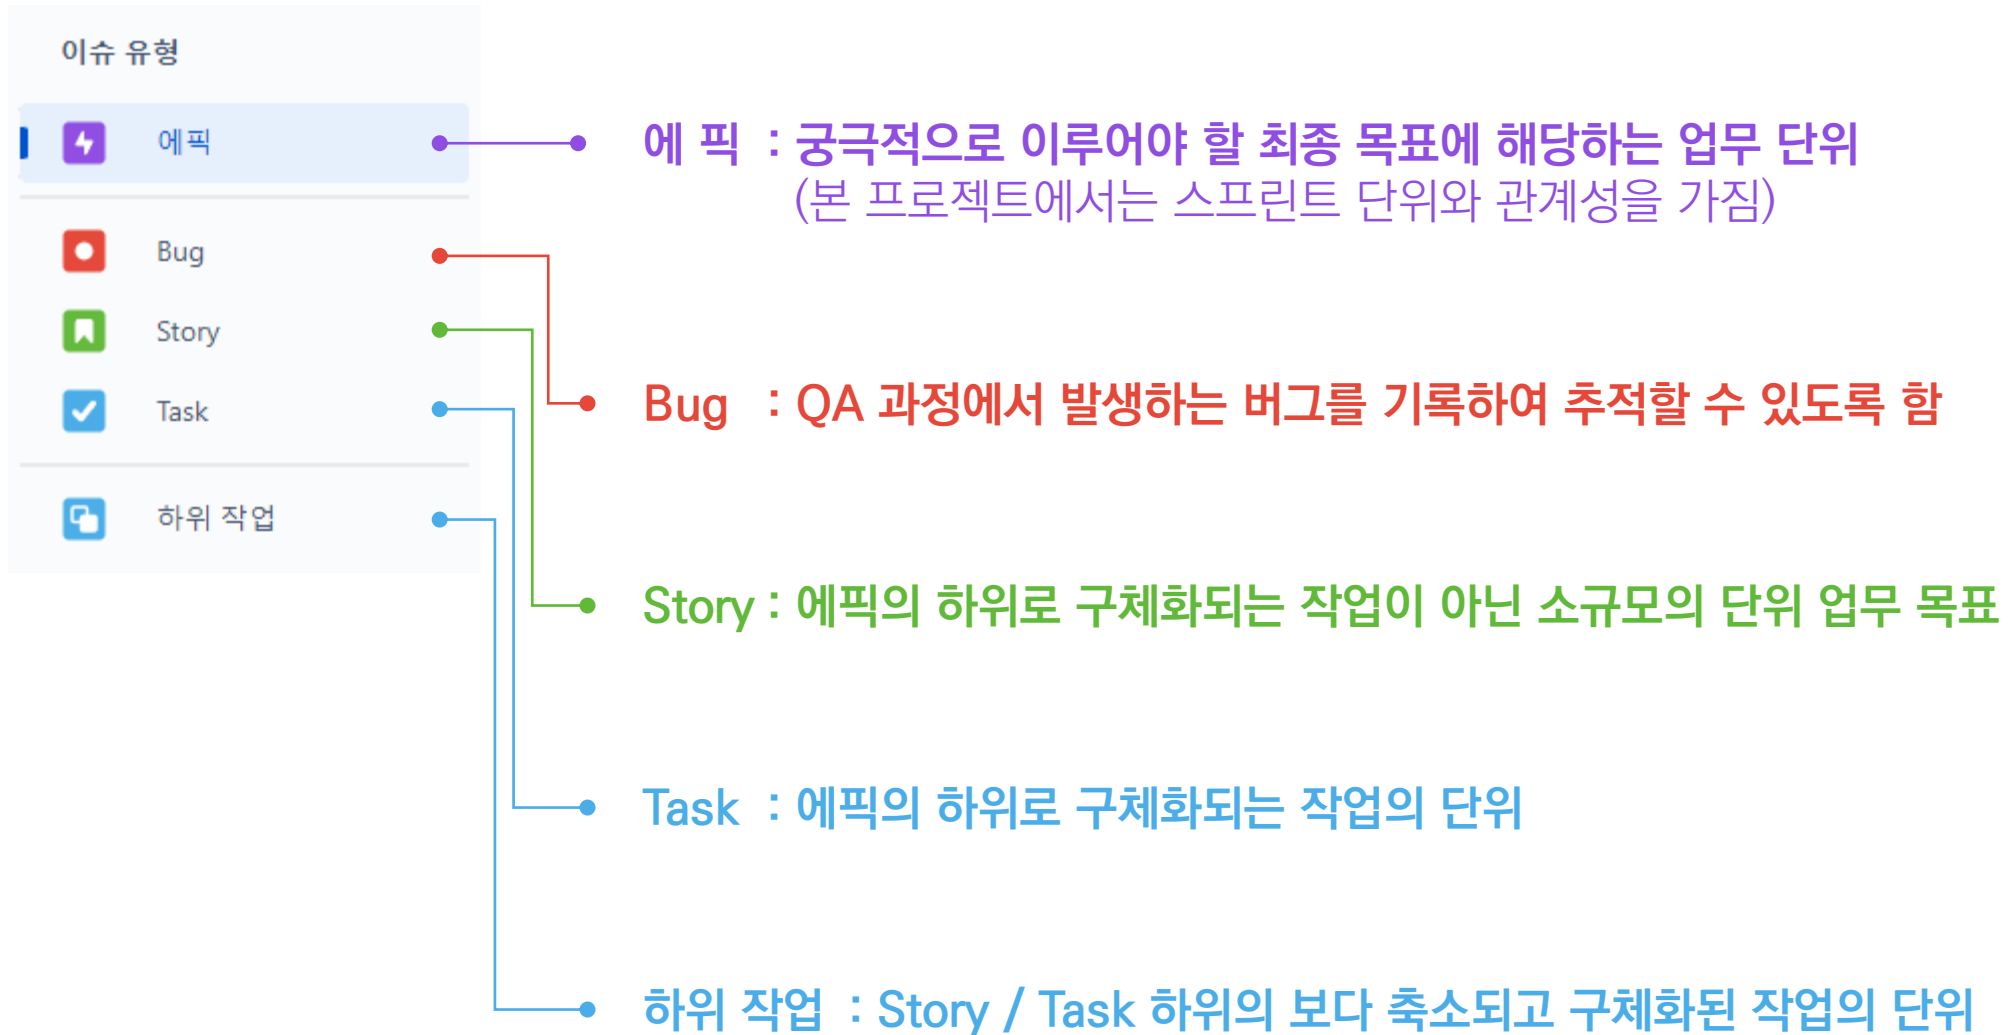 이슈 유형
에픽
Bug
Story
Task
하위 작업
에 픽 : 궁극적으로 이루어야 할 최종 목표에 해당하는 업무 단위
(본 프로젝트에서는 스프린트 단위와 관계성을 가짐)
Bug : QA 과정에서 발생하는 버그를 기록하여 추적할 수 있도록 함
Story : 에픽의 하위로 구체화되는 작업이 아닌 소규모의 단위 업무 목표
Task : 에픽의 하위로 구체화되는 작업의 단위
하위 작업 : Story / Task 하위의 보다 축소되고 구체화된 작업의 단위